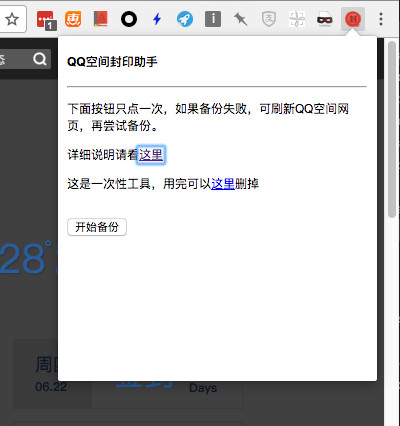 1
惠
i
态
QQ空间封印助手
下面按钮只点一次，如果备份失败，可刷新QQ空间网
页，再尝试备份。
详细说明请看这里
这是一次性工具，用完可以这里删掉
开始备份
28°
06.22
Days